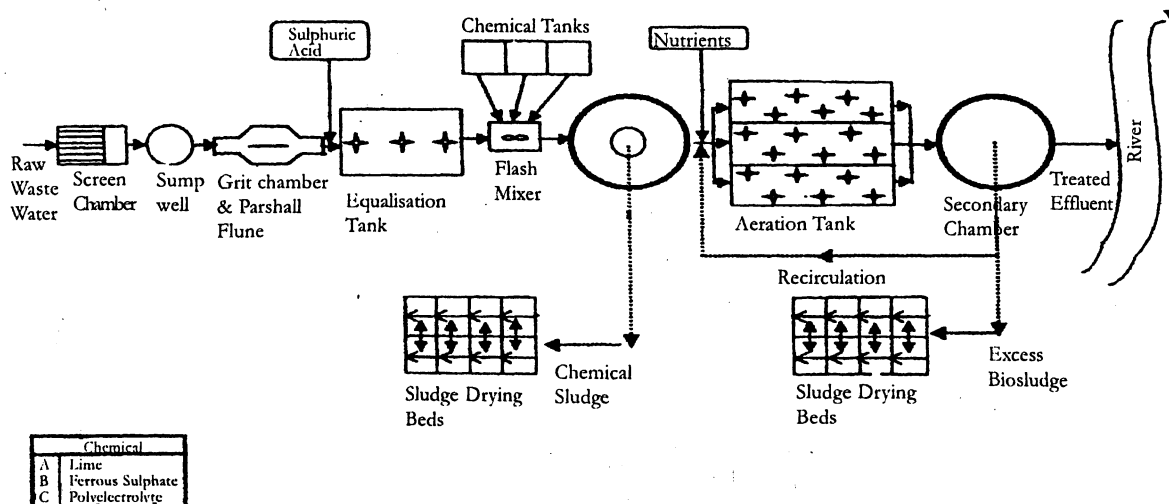 Sulphuric
Acid
Chemical Tanks
Nutrients
Raw
Waste
Water
Screen
Chamber
Sump
well
Grit chamber
& Parshall
Flune
Equalisation
Tank
Flash
Mixer
Aeration Tank
Secondary
Chamber
Treated
Effluent
River
Recirculation
Sludge Drying
Beds
Chemical
Sludge
Sludge Drying
Beds
Excess
Biosludge
Chemical
A Lime
B Ferrous Sulphate
C Polyelectrolyte